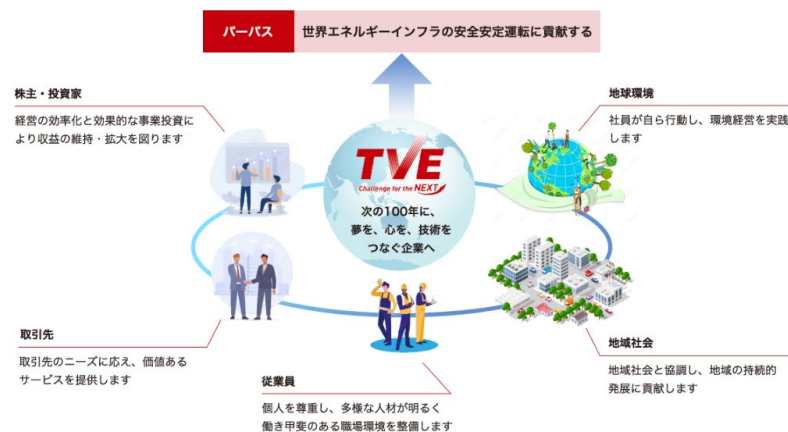 パーパス 世界エネルギーインフラの安全安定運転に貢献する
株主・投資家
経営の効率化と効果的な事業投資に
より収益の維持・拡大を図ります
地球環境
社員が自ら行動し、環境経営を実践
します
TVE
Challenge for the NEXT
次の100年に、
夢を、心を、技術を
つなぐ企業へ
取引先
取引先のニーズに応え、価値ある
サービスを提供します
従業員
個人を尊重し、多様な人材が明るく
働き甲斐のある職場環境を整備します
地域社会
地域社会と協調し、地域の持続的
発展に貢献します